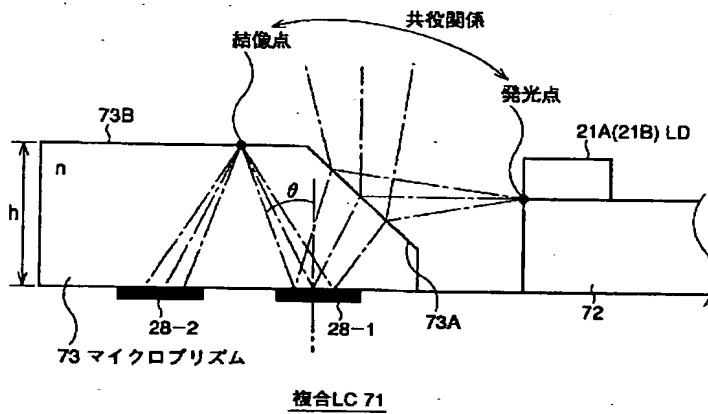 共役関係
結像点
発光点
73B
21A(21B) LD
n
θ
h
28-2
28-1
73A
72
73 マイクロプリズム
複合LC 71